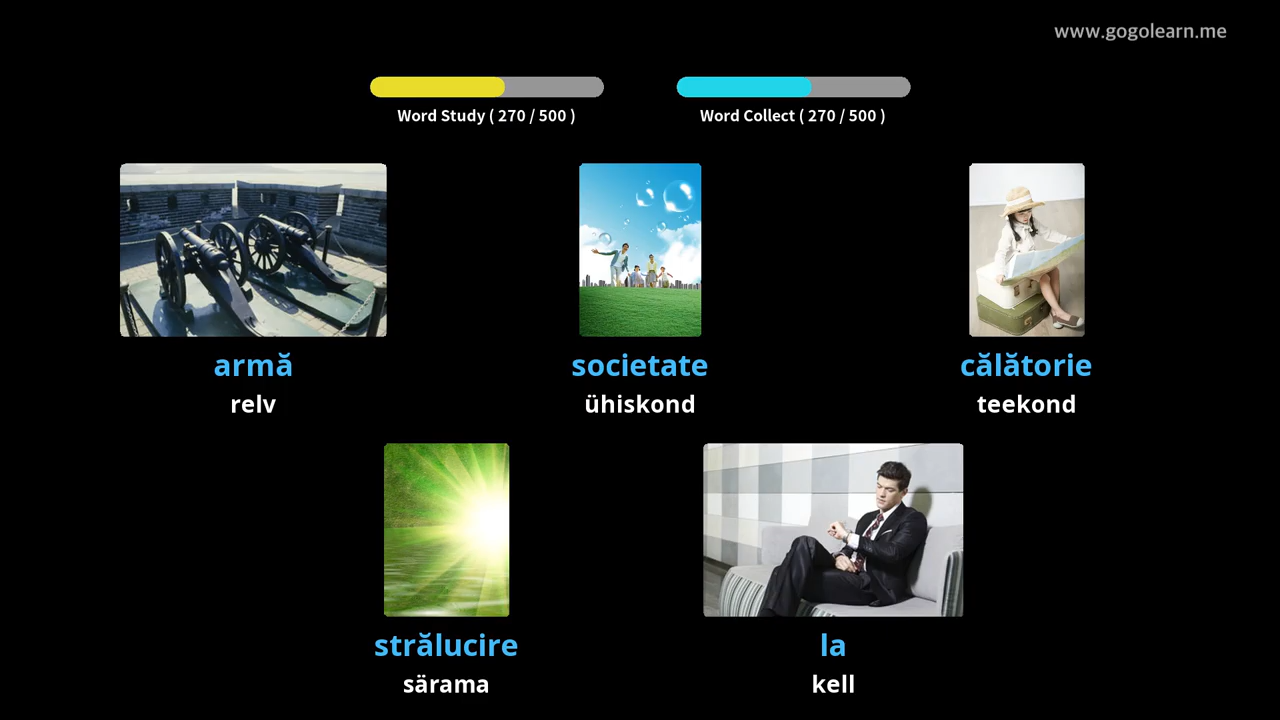 www.gogolearn.me
Word Study ( 270 / 500 )
Word Collect ( 270 / 500 )
armă
relv
societate
ühiskond
călătorie
teekond
strălucire
särama
la
kell